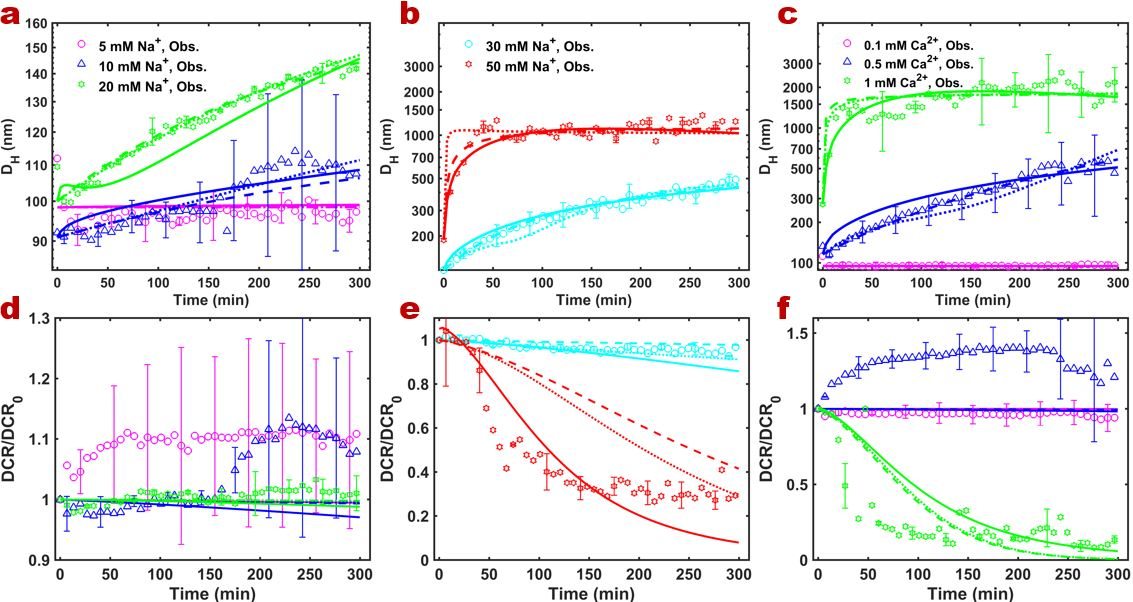 a
160
150
140
130
120
110
100
90
D_H (nm)
5 mM Na⁺, Obs.
10 mM Na⁺, Obs.
20 mM Na⁺, Obs.
0 50 100 150 200 250 300
Time (min)
b
3000
2000
1500
1000
700
500
300
200
D_H (nm)
30 mM Na⁺, Obs.
50 mM Na⁺, Obs.
0 50 100 150 200 250 300
Time (min)
c
3000
2000
1500
1000
700
500
300
200
100
D_H (nm)
0.1 mM Ca²⁺, Obs.
0.5 mM Ca²⁺, Obs.
1 mM Ca²⁺, Obs.
0 50 100 150 200 250 300
Time (min)
d
1.3
1.2
1.1
1
0.9
DCR/DCR₀
0 50 100 150 200 250 300
Time (min)
e
1
0.8
0.6
0.4
0.2
0
DCR/DCR₀
0 50 100 150 200 250 300
Time (min)
f
1.5
1
0.5
0
DCR/DCR₀
0 50 100 150 200 250 300
Time (min)